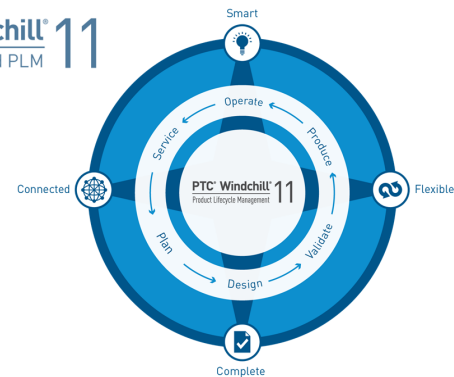 Smart
chill® 11
PLM
Operate
Service
Produce
Connected
PTC® Windchill® 11
Product Lifecycle Management
Flexible
Plan
Validate
Design
Complete